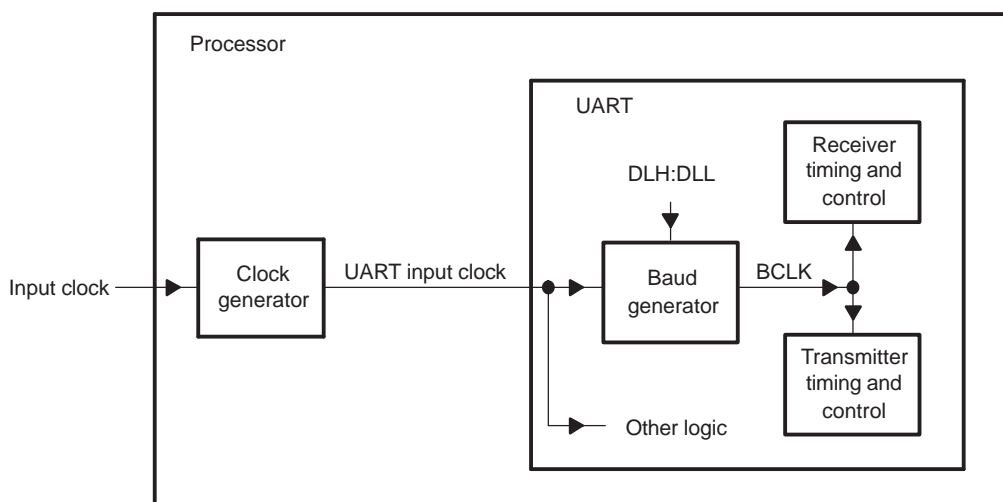 Processor
UART
Receiver
timing and
control
DLH:DLL
Input clock
Clock
generator
UART input clock
Baud
generator
BCLK
Transmitter
timing and
control
Other logic